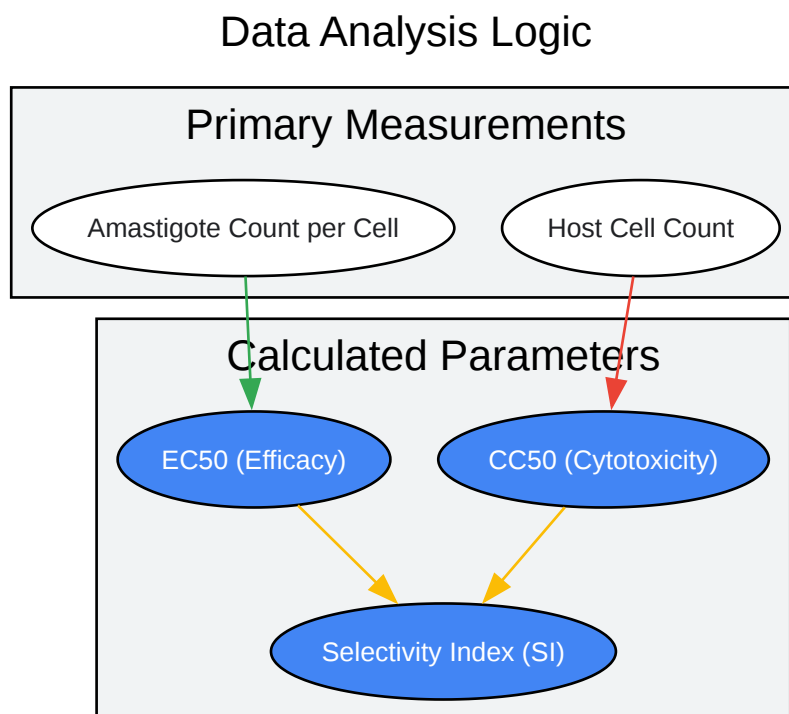 Data Analysis Logic
Primary Measurements
Amastigote Count per Cell
Host Cell Count
Calculated Parameters
EC50 (Efficacy)
CC50 (Cytotoxicity)
Selectivity Index (SI)